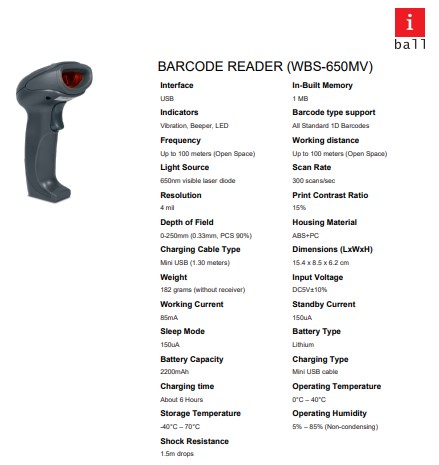 i
ball
BARCODE READER (WBS-650MV)
Interface
USB
In-Built Memory
1 MB
Indicators
Vibration, Beeper, LED
Barcode type support
All Standard 1D Barcodes
Frequency
Up to 100 meters (Open Space)
Working distance
Up to 100 meters (Open Space)
Light Source
650nm visible laser diode
Scan Rate
300 scans/sec
Resolution
4 mil
Print Contrast Ratio
15%
Depth of Field
0-250mm (0.33mm, PCS 90%)
Housing Material
ABS+PC
Charging Cable Type
Mini USB (1.30 meters)
Dimensions (LxWxH)
15.4 x 8.5 x 6.2 cm
Weight
182 grams (without receiver)
Input Voltage
DC5V±10%
Working Current
85mA
Standby Current
150uA
Sleep Mode
150uA
Battery Type
Lithium
Battery Capacity
2200mAh
Charging Type
Mini USB cable
Charging time
About 6 Hours
Operating Temperature
0°C – 40°C
Storage Temperature
-40°C – 70°C
Operating Humidity
5% – 85% (Non-condensing)
Shock Resistance
1.5m drops